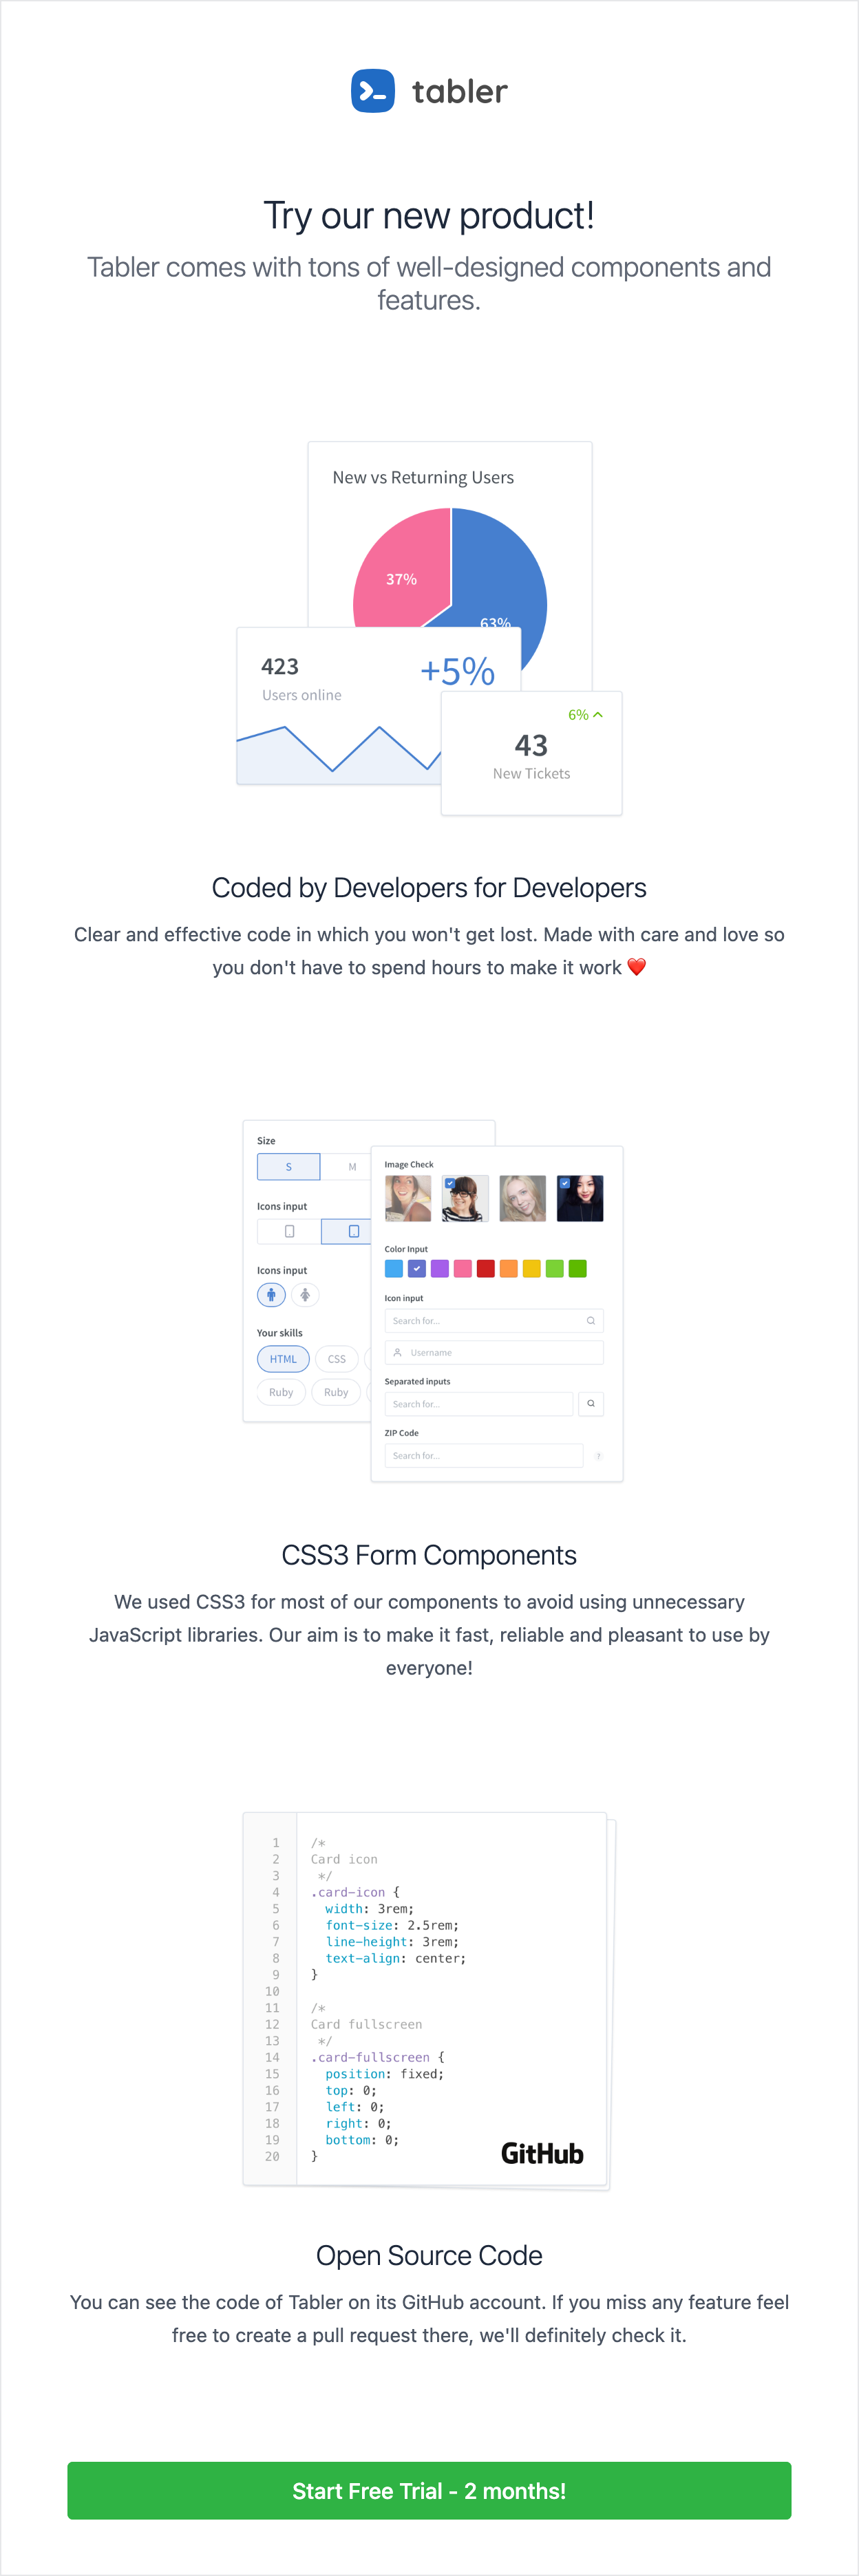 tabler
Try our new product!
Tabler comes with tons of well-designed components and
features.
New vs Returning Users
37%
63%
423
+5%
Users online
6%
43
New Tickets
Coded by Developers for Developers
Clear and effective code in which you won't get lost. Made with care and love so
you don't have to spend hours to make it work ❤️
Size
S M
Icons input
Icons input
Your skills
HTML CSS
Ruby Ruby
Image Check
Color Input
Icon input
Search for...
Username
Separated inputs
Search for...
ZIP Code
Search for...
?
CSS3 Form Components
We used CSS3 for most of our components to avoid using unnecessary
JavaScript libraries. Our aim is to make it fast, reliable and pleasant to use by
everyone!
1 /*
2 Card icon
3 */
4 .card-icon {
5 width: 3rem;
6 font-size: 2.5rem;
7 line-height: 3rem;
8 text-align: center;
9 }
10
11 /*
12 Card fullscreen
13 */
14 .card-fullscreen {
15 position: fixed;
16 top: 0;
17 left: 0;
18 right: 0;
19 bottom: 0;
20 }
GitHub
Open Source Code
You can see the code of Tabler on its GitHub account. If you miss any feature feel
free to create a pull request there, we'll definitely check it.
Start Free Trial - 2 months!